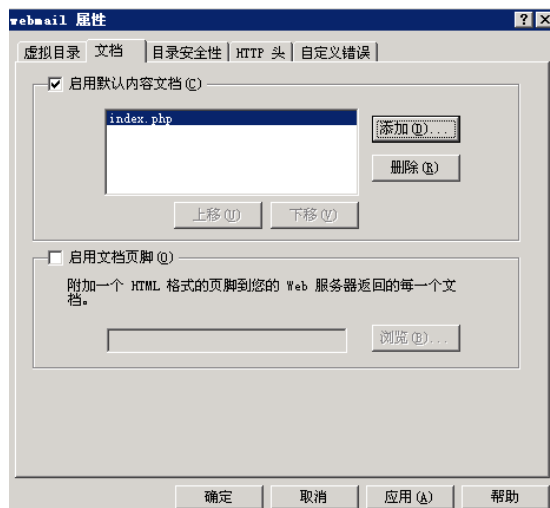 webmail 属性
虚拟目录 文档 目录安全性 HTTP 头 自定义错误
启用默认内容文档(C)
index.php
添加(D)...
删除(R)
上移(U) 下移(V)
启用文档页脚(O)
附加一个 HTML 格式的页脚到您的 Web 服务器返回的每一个文
档。
浏览(B)...
确定 取消 应用(A) 帮助